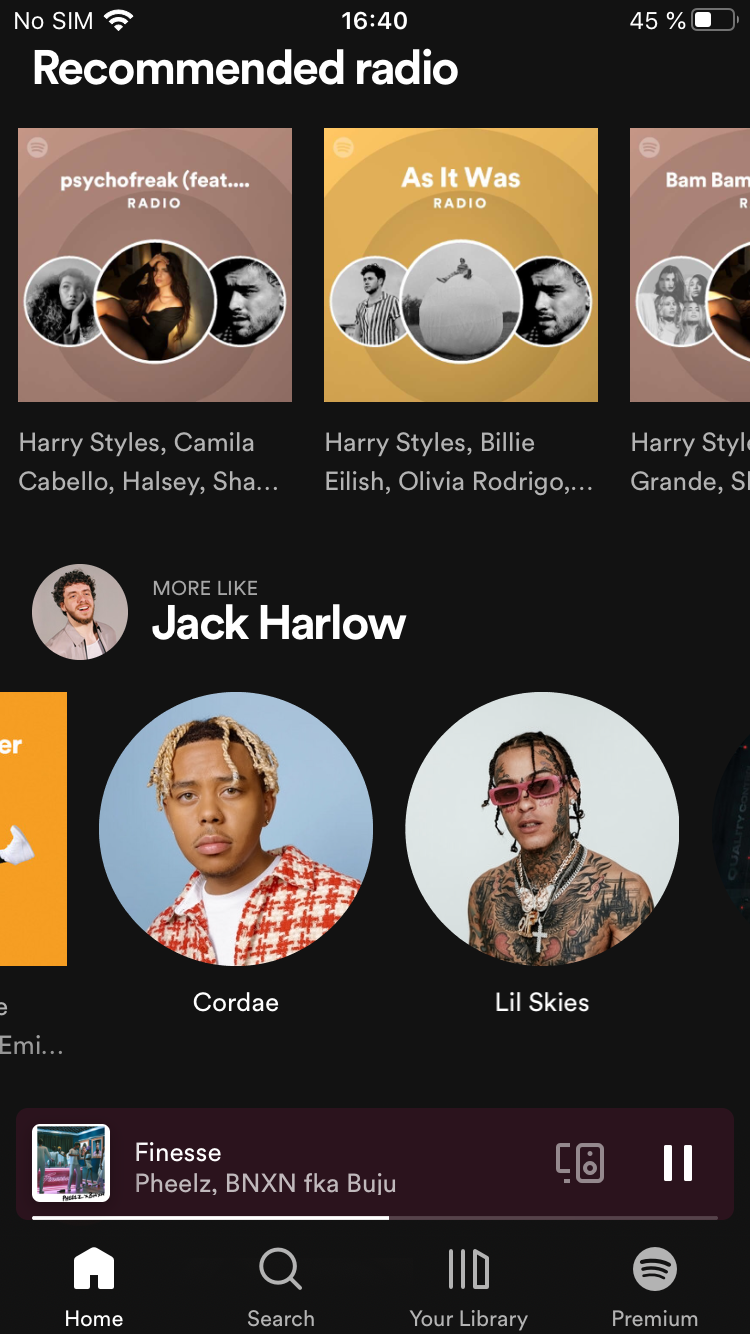 No SIM 16:40 45 %
Recommended radio
psychofreak (feat....
RADIO
As It Was
RADIO
Bam Bam
R
Harry Styles, Camila
Cabello, Halsey, Sha...
Harry Styles, Billie
Eilish, Olivia Rodrigo,...
Harry Style
Grande, Sh
MORE LIKE
Jack Harlow
er
Cordae
Lil Skies
e
Emi...
Finesse
Pheelz, BNXN fka Buju
Home
Search
Your Library
Premium